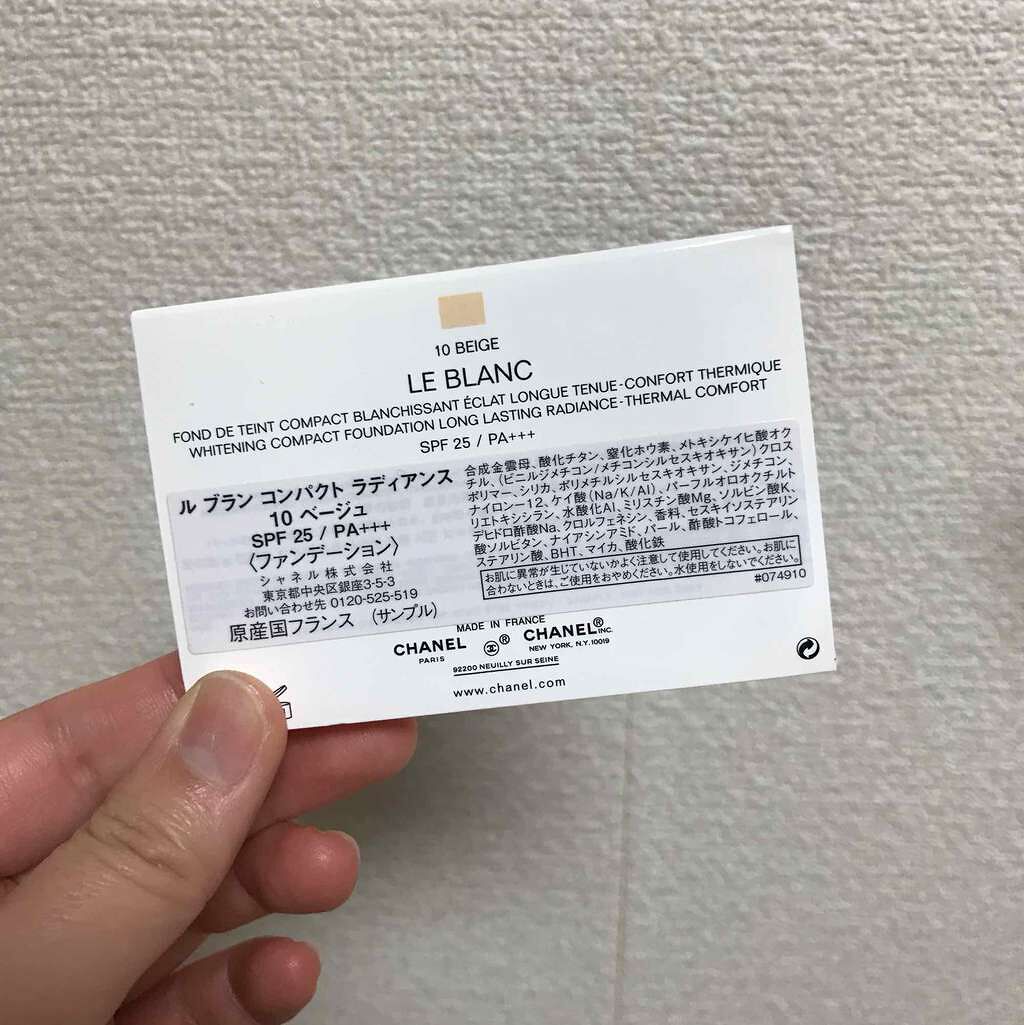 10 BEIGE
LE BLANC
FOND DE TEINT COMPACT BLANCHISSANT ÉCLAT LONGUE TENUE-CONFORT THERMIQUE
WHITENING COMPACT FOUNDATION LONG LASTING RADIANCE-THERMAL COMFORT
SPF 25 / PA+++
ル ブラン コンパクト ラディアンス
10 ベージュ
SPF 25 / PA+++
〈ファンデーション〉
シャネル株式会社
東京都中央区銀座3-5-3
お問い合わせ先 0120-525-519
原産国フランス (サンプル)
合成金雲母、酸化チタン、窒化ホウ素、メトキシケイヒ酸オク
チル、(ビニルジメチコン/メチコンシルセスキオキサン)クロス
ポリマー、シリカ、ポリメチルシルセスキオキサン、ジメチコン、
ナイロン-12、ケイ酸(Na/K/Al)、パーフルオロオクチルト
リエトキシシラン、水酸化Al、ミリスチン酸Mg、ソルビン酸K、
デヒドロ酢酸Na、クロルフェネシン、香料、セスキイソステアリン
酸ソルビタン、ナイアシンアミド、パール、酢酸トコフェロール、
ステアリン酸、BHT、マイカ、酸化鉄
お肌に異常が生じていないかよく注意して使用してください。お肌に
合わないときは、ご使用をおやめください。水使用をしないでください。
#074910
MADE IN FRANCE
CHANEL ® CHANEL®INC.
PARIS NEW YORK, N.Y. 10019
92200 NEUILLY SUR SEINE
www.chanel.com